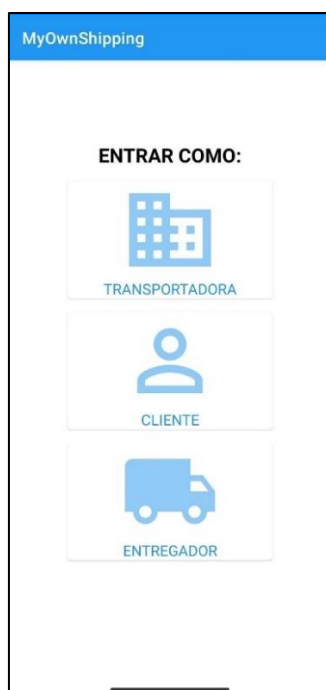 MyOwnShipping
ENTRAR COMO:
TRANSPORTADORA
CLIENTE
ENTREGADOR